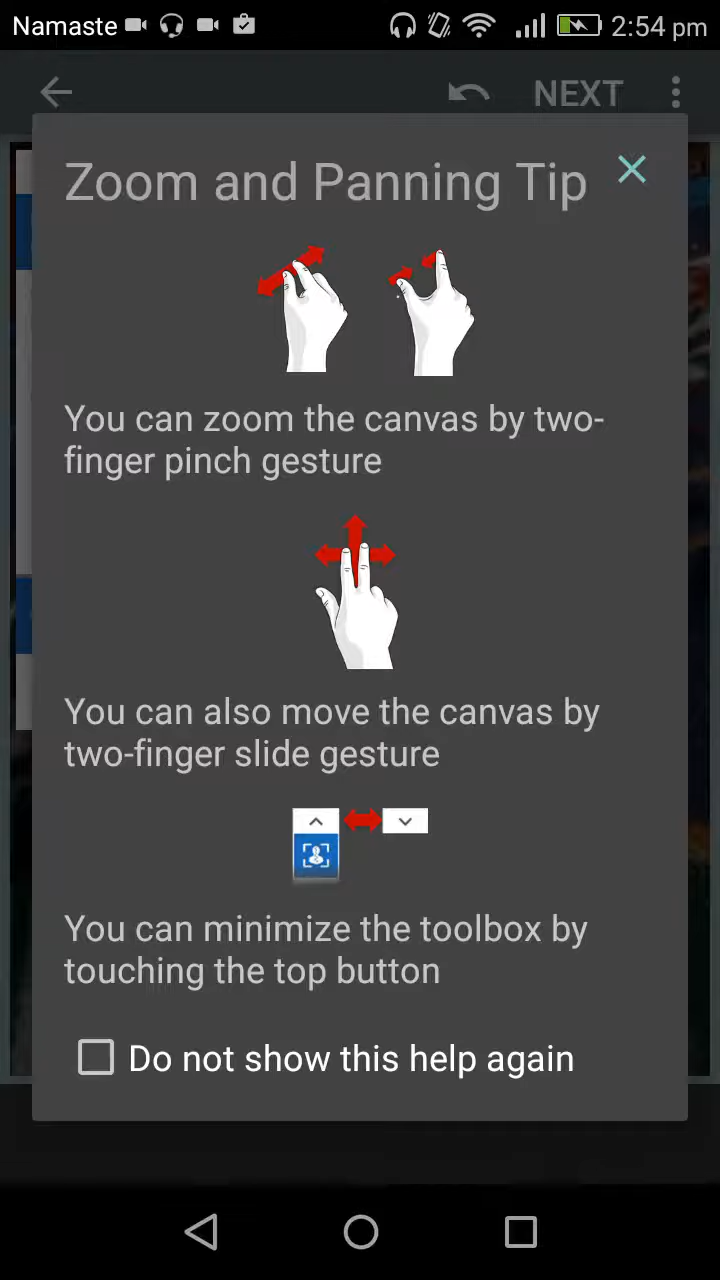 Namaste 2:54 pm
NEXT
Zoom and Panning Tip
You can zoom the canvas by two-
finger pinch gesture
You can also move the canvas by
two-finger slide gesture
You can minimize the toolbox by
touching the top button
Do not show this help again